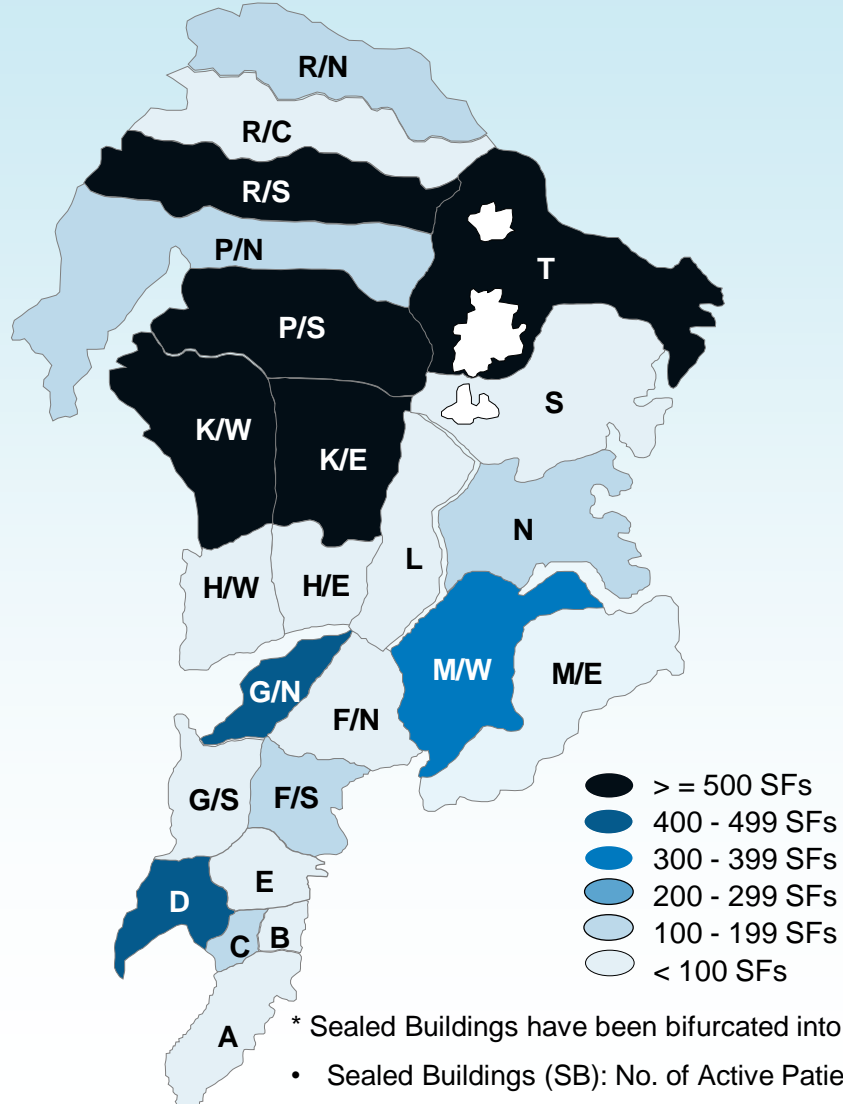 R/N
R/C
R/S
P/N
T
P/S
S
K/W
K/E
N
L
H/W
H/E
M/W
M/E
G/N
F/N
G/S
F/S
E
D
C
B
A
> = 500 SFs
400 - 499 SFs
300 - 399 SFs
200 - 299 SFs
100 - 199 SFs
< 100 SFs
* Sealed Buildings have been bifurcated into
• Sealed Buildings (SB): No. of Active Patie